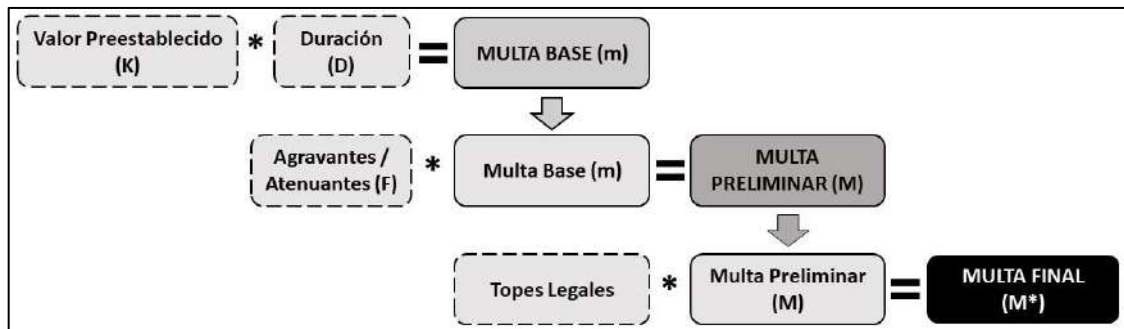 Valor Preestablecido
(K)
*
Duración
(D)
=
MULTA BASE (m)
Agravantes /
Atenuantes (F)
*
Multa Base (m)
=
MULTA
PRELIMINAR (M)
Topes Legales
*
Multa Preliminar
(M)
=
MULTA FINAL
(M*)